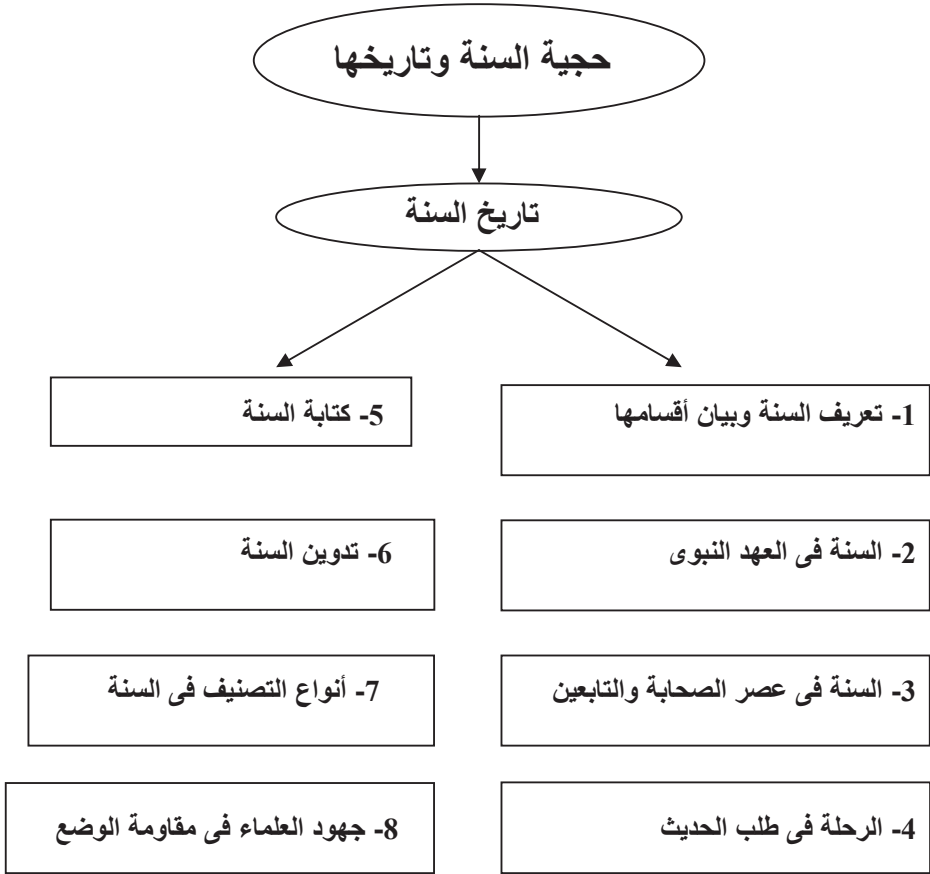 حجية السنة وتاريخها
تاريخ السنة
1- تعريف السنة وبيان أقسامها
2- السنة فى العهد النبوى
3- السنة فى عصر الصحابة والتابعين
4- الرحلة فى طلب الحديث
5- كتابة السنة
6- تدوين السنة
7- أنواع التصنيف فى السنة
8- جهود العلماء فى مقاومة الوضع